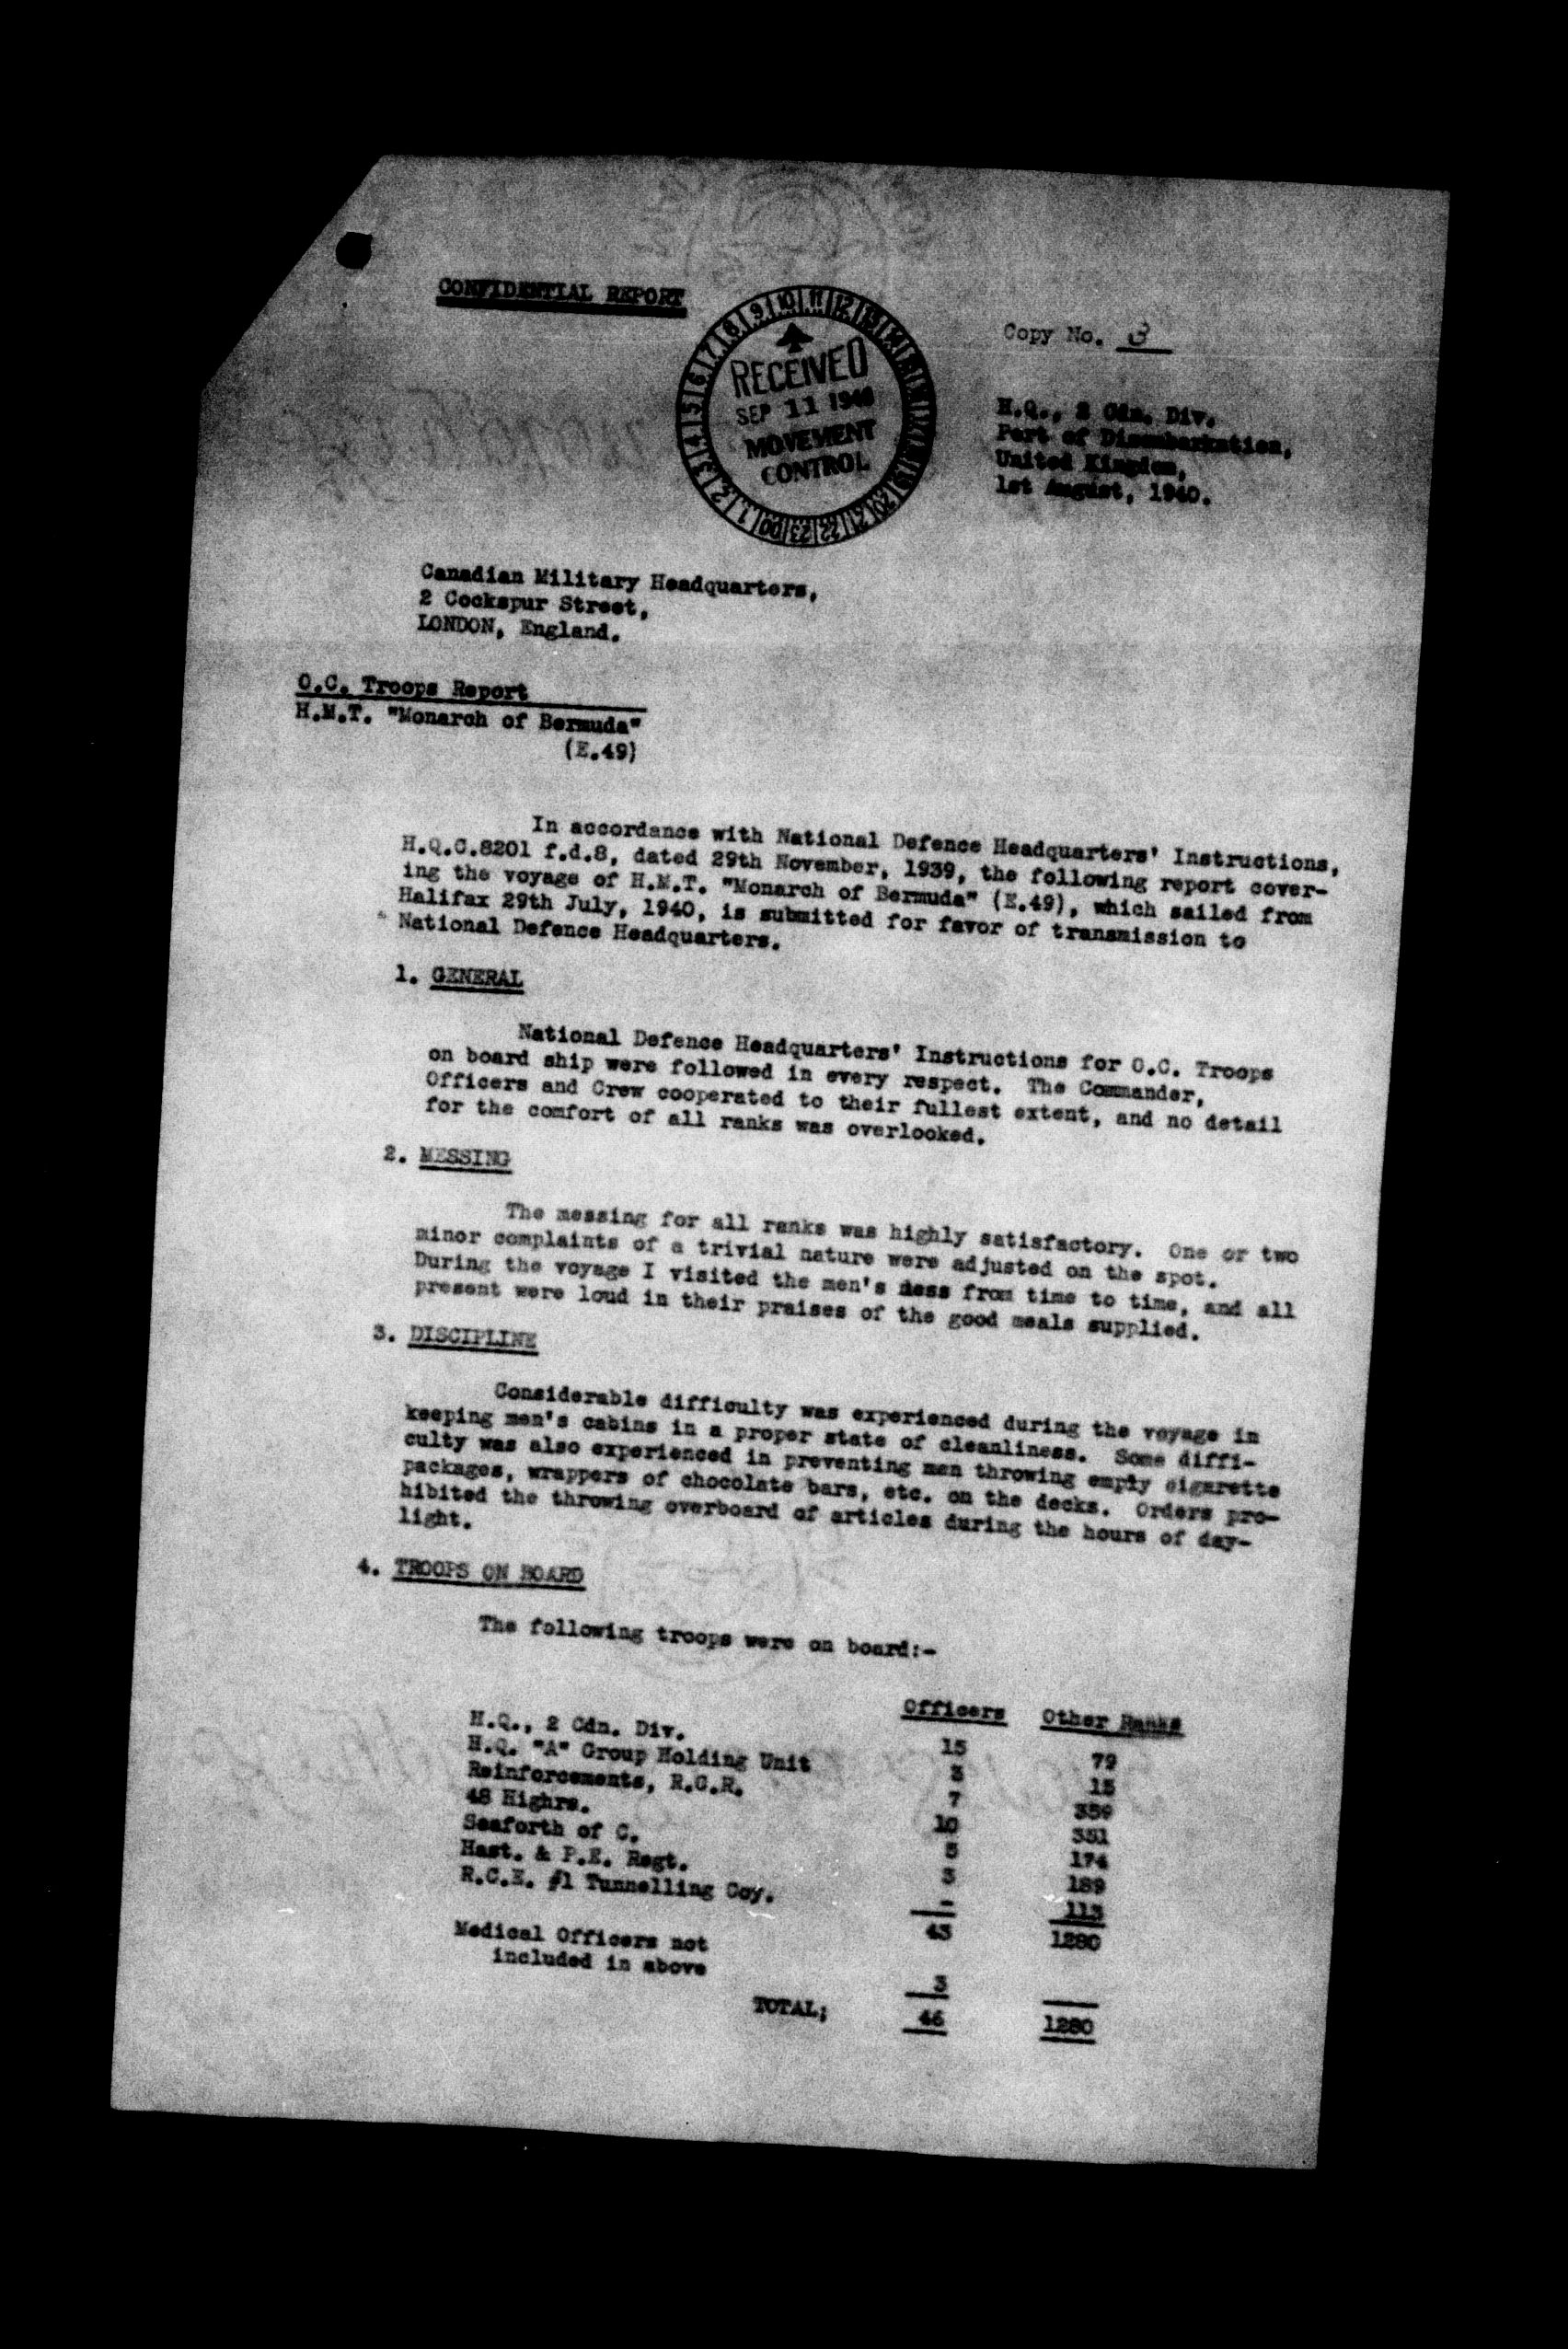 CONFIDENTIAL REPORT
RECEIVED
SEP 11 1940
MOVEMENT
CONTROL
Copy No. 3
H.Q., 2 Cdn. Div.
Port of Disembarkation,
United Kingdom,
1st August, 1940.
Canadian Military Headquarters,
2 Cockspur Street,
LONDON, England.
O.C. Troops Report
H.M.T. "Monarch of Bermuda"
(E.49)
In accordance with National Defence Headquarters' Instructions,
H.Q.C.8201 f.d.8, dated 29th November, 1939, the following report cover-
ing the voyage of H.M.T. "Monarch of Bermuda" (E.49), which sailed from
Halifax 29th July, 1940, is submitted for favor of transmission to
National Defence Headquarters.
1. GENERAL
National Defence Headquarters' Instructions for O.C. Troops
on board ship were followed in every respect. The Commander,
Officers and Crew cooperated to their fullest extent, and no detail
for the comfort of all ranks was overlooked.
2. MESSING
The messing for all ranks was highly satisfactory. One or two
minor complaints of a trivial nature were adjusted on the spot.
During the voyage I visited the men's mess from time to time, and all
present were loud in their praises of the good meals supplied.
3. DISCIPLINE
Considerable difficulty was experienced during the voyage in
keeping men's cabins in a proper state of cleanliness. Some diffi-
culty was also experienced in preventing men throwing empty cigarette
packages, wrappers of chocolate bars, etc. on the decks. Orders pro-
hibited the throwing overboard of articles during the hours of day-
light.
4. TROOPS ON BOARD
The following troops were on board:-
Officers Other Ranks
H.Q., 2 Cdn. Div. 15 79
H.Q. "A" Group Holding Unit 3 15
Reinforcements, R.C.R. 7 359
48 Highrs. 10 351
Seaforth of C. 5 174
Hast. & P.E. Regt. 3 189
R.C.E. #1 Tunnelling Coy. - 113
43 1280
Medical Officers not
included in above 3
TOTAL; 46 1280